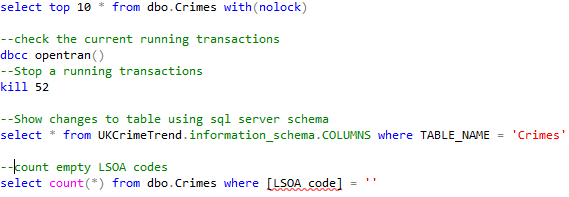 select top 10 * from dbo.Crimes with(nolock)
--check the current running transactions
dbcc opentran()
--Stop a running transactions
kill 52
--Show changes to table using sql server schema
select * from UKCrimeTrend.information_schema.COLUMNS where TABLE_NAME = 'Crimes'
--count empty LSOA codes
select count(*) from dbo.Crimes where [LSOA code] = ''